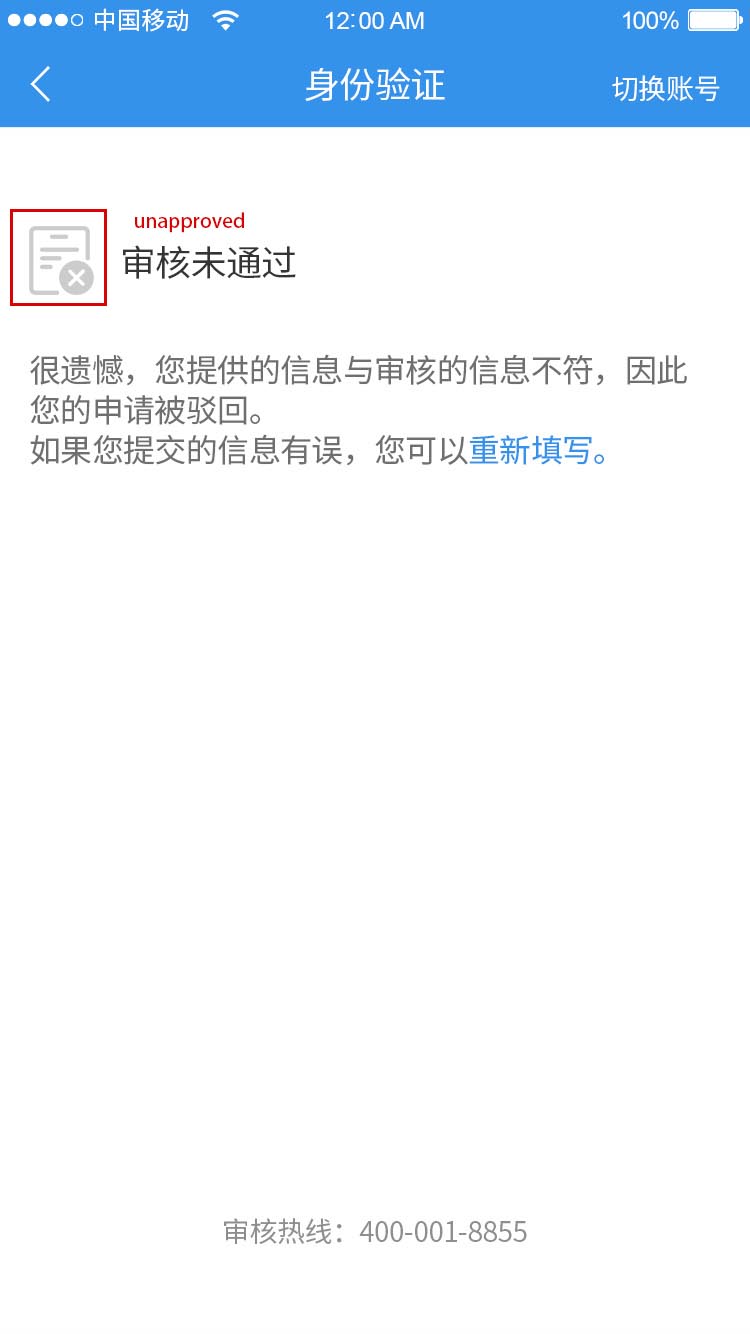 中国移动 12:00 AM 100%
身份验证 切换账号
unapproved
审核未通过
很遗憾，您提供的信息与审核的信息不符，因此
您的申请被驳回。
如果您提交的信息有误，您可以重新填写。
审核热线：400-001-8855